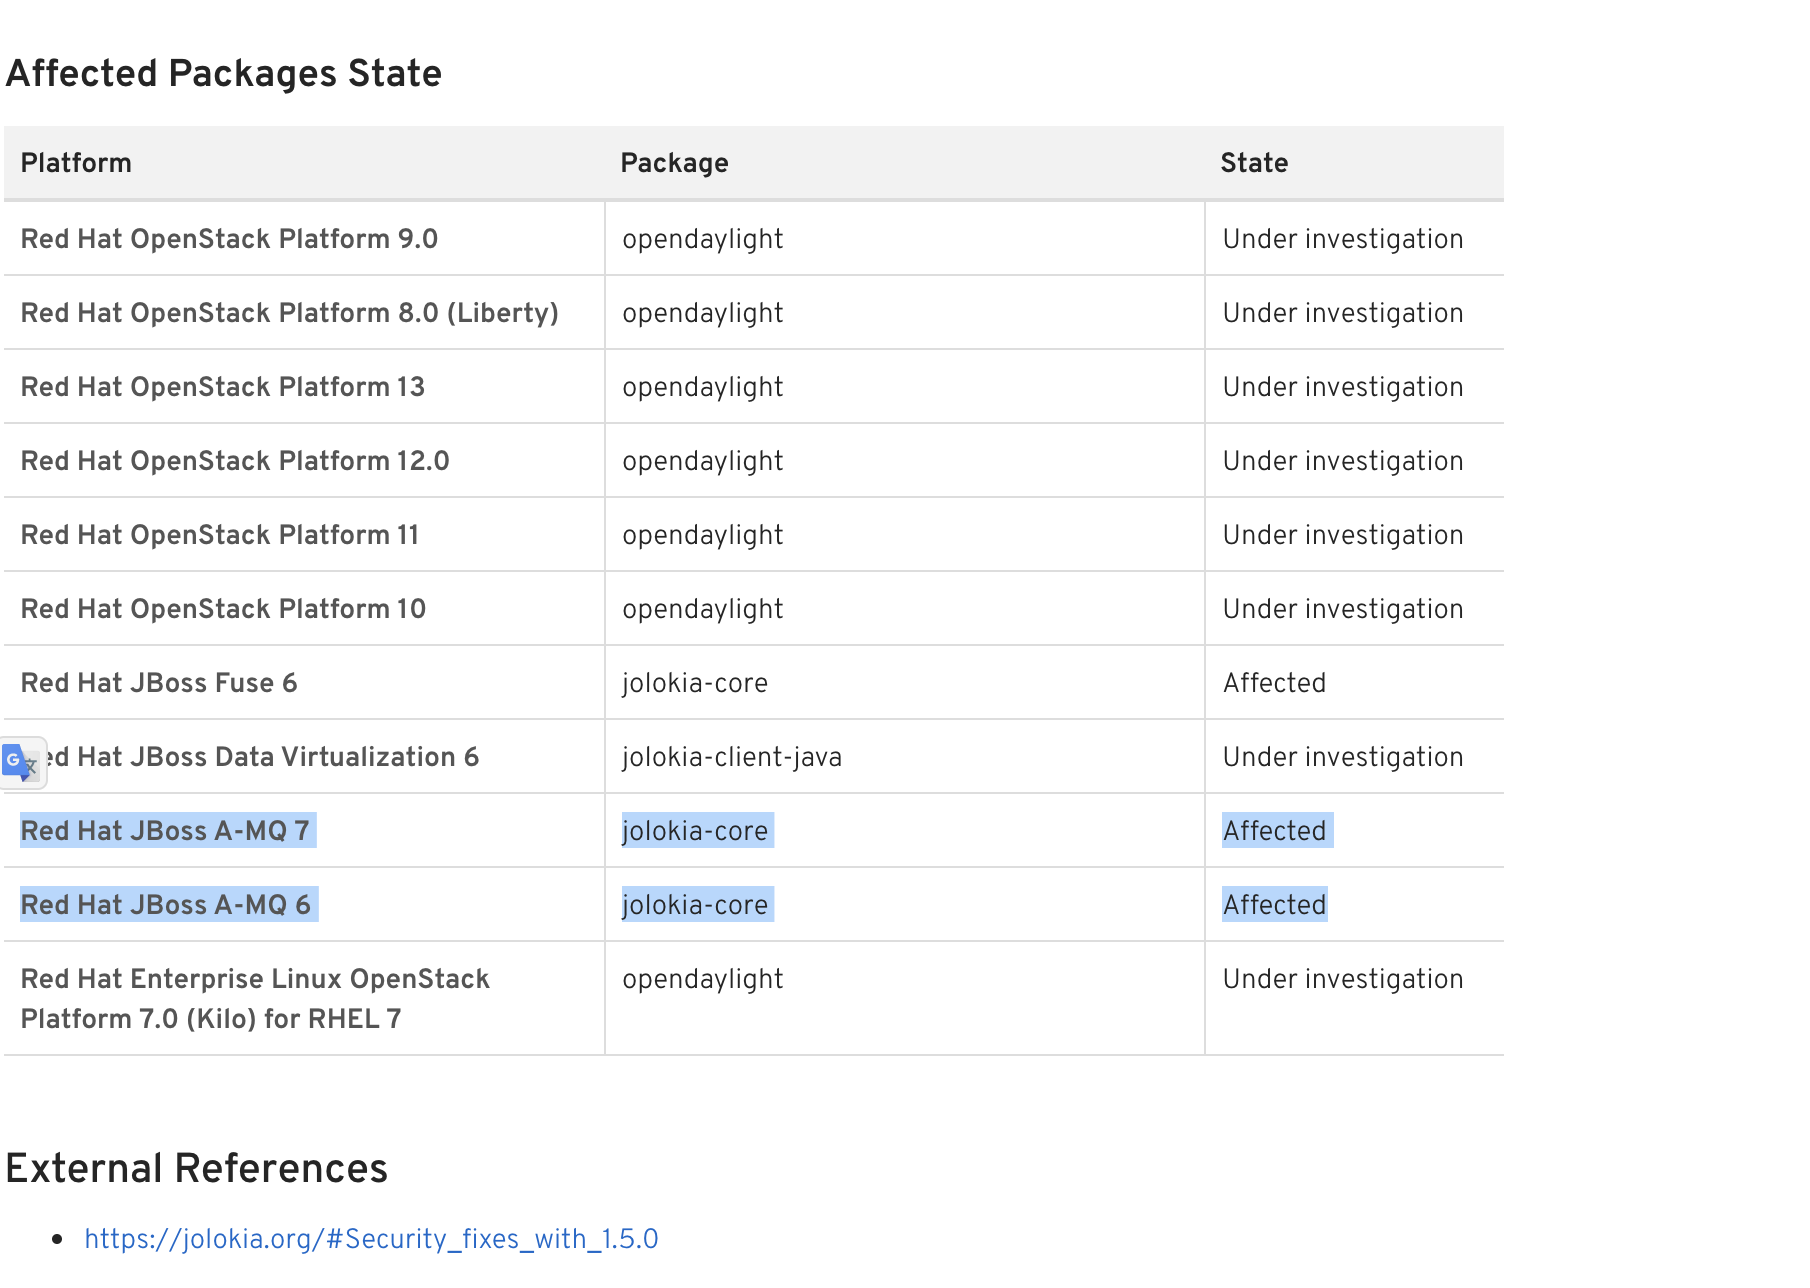 Affected Packages State
Platform Package State
Red Hat OpenStack Platform 9.0 opendaylight Under investigation
Red Hat OpenStack Platform 8.0 (Liberty) opendaylight Under investigation
Red Hat OpenStack Platform 13 opendaylight Under investigation
Red Hat OpenStack Platform 12.0 opendaylight Under investigation
Red Hat OpenStack Platform 11 opendaylight Under investigation
Red Hat OpenStack Platform 10 opendaylight Under investigation
Red Hat JBoss Fuse 6 jolokia-core Affected
G 文 ed Hat JBoss Data Virtualization 6 jolokia-client-java Under investigation
Red Hat JBoss A-MQ 7 jolokia-core Affected
Red Hat JBoss A-MQ 6 jolokia-core Affected
Red Hat Enterprise Linux OpenStack opendaylight Under investigation
Platform 7.0 (Kilo) for RHEL 7
External References
• https://jolokia.org/#Security_fixes_with_1.5.0